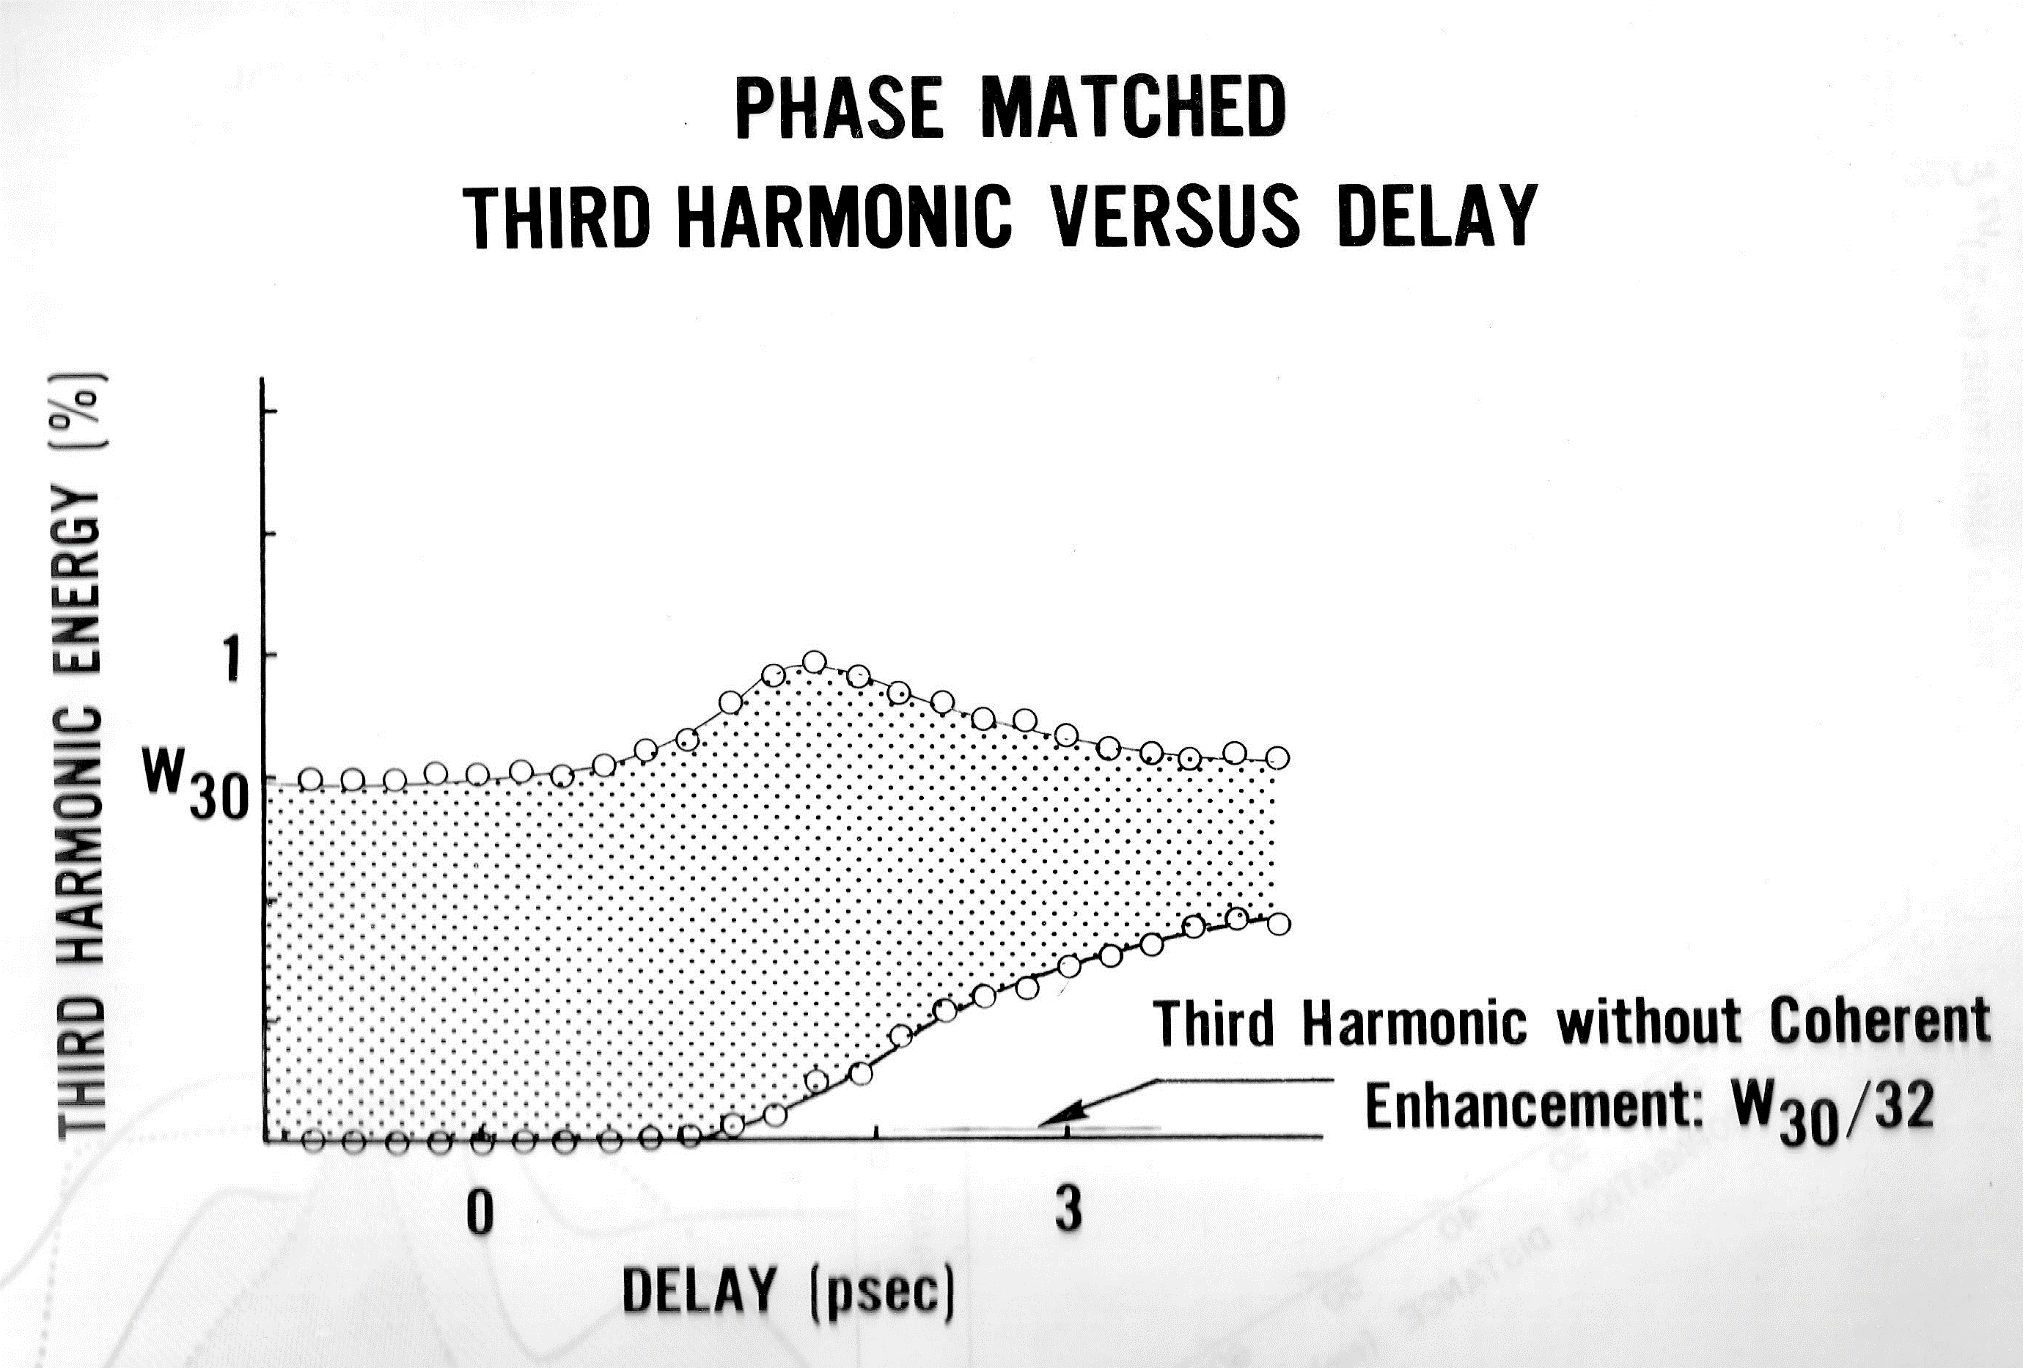 PHASE MATCHED
THIRD HARMONIC VERSUS DELAY
THIRD HARMONIC ENERGY (%)
1
W30
Third Harmonic without Coherent
Enhancement: W30/32
0
3
DELAY (psec)